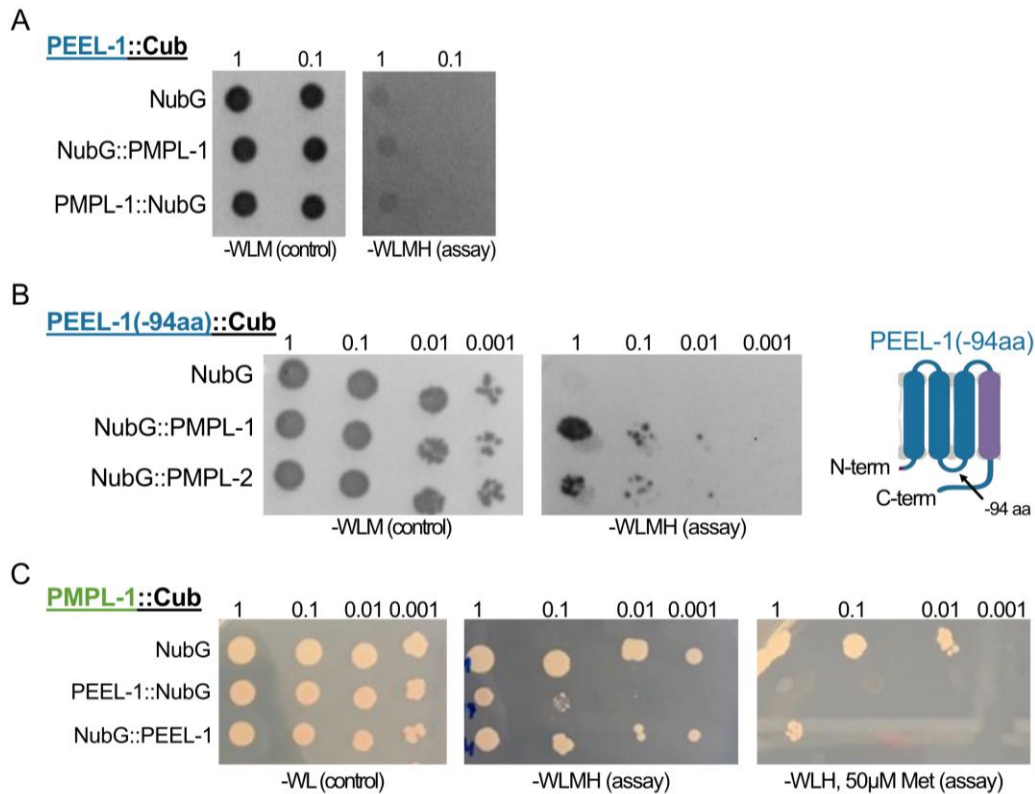 A
PEEL-1::Cub
1 0.1 1 0.1
NubG
NubG::PMPL-1
PMPL-1::NubG
-WLM (control) -WLMH (assay)
B
PEEL-1(-94aa)::Cub
1 0.1 0.01 0.001 1 0.1 0.01 0.001
NubG
NubG::PMPL-1
NubG::PMPL-2
-WLM (control) -WLMH (assay)
PEEL-1(-94aa)
N-term
C-term
-94 aa
C
PMPL-1::Cub
1 0.1 0.01 0.001 1 0.1 0.01 0.001 1 0.1 0.01 0.001
NubG
PEEL-1::NubG
NubG::PEEL-1
-WL (control) -WLMH (assay) -WLH, 50µM Met (assay)